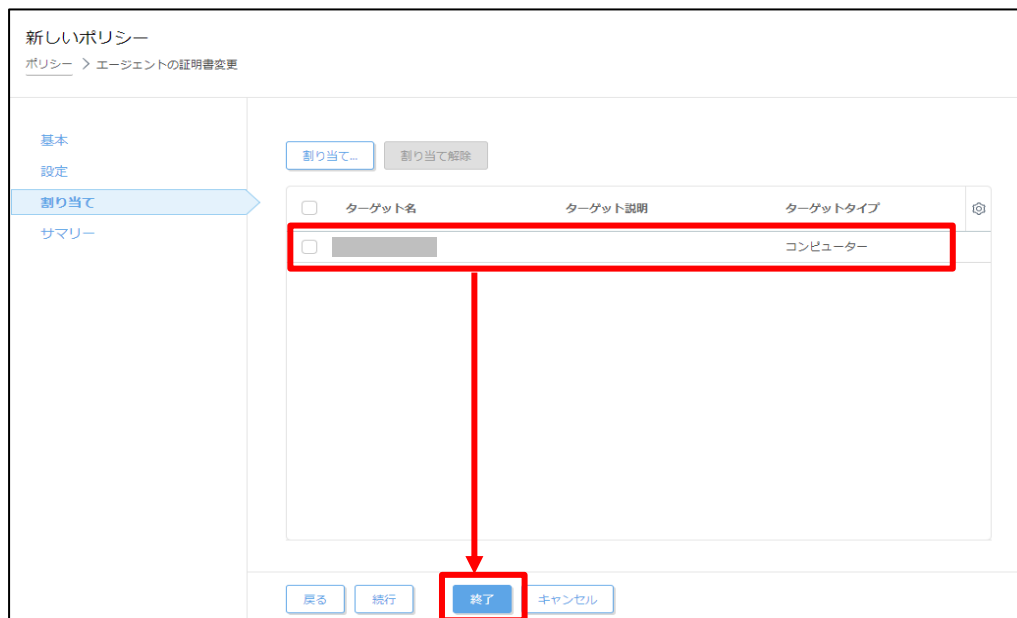 新しいポリシー
ポリシー > エージェントの証明書変更
基本
設定
割り当て
サマリー
割り当て... 割り当て解除
ターゲット名 ターゲット説明 ターゲットタイプ
コンピューター
戻る 続行 終了 キャンセル